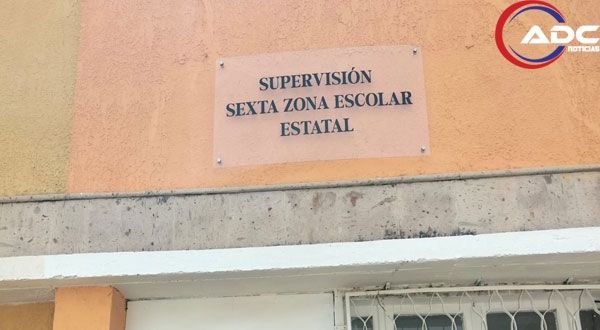 SUPERVISIÓN
SEXTA ZONA ESCOLAR
ESTATAL
ADC
NOTICIAS